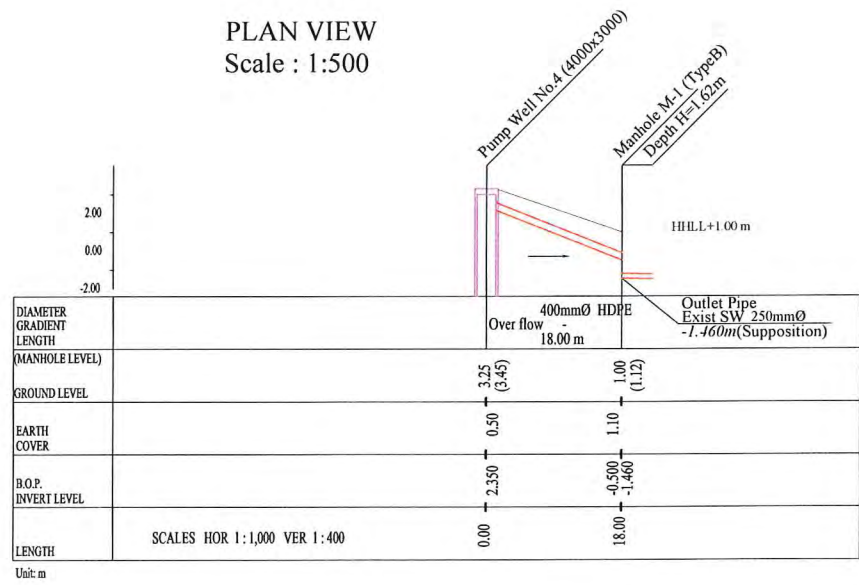 PLAN VIEW
Scale : 1:500
Pump Well No.4 (4000x3000)
Manhole M-1 (TypeB)
Depth H=1.62m
2.00
0.00
-2.00
HHLL+1.00 m
DIAMETER
GRADIENT
LENGTH
400mmØ HDPE
Over flow -
18.00 m
Outlet Pipe
Exist SW 250mmØ
-1.460m(Supposition)
(MANHOLE LEVEL)
GROUND LEVEL
3.25
(3.45)
1.00
(1.12)
EARTH
COVER
0.50
1.10
B.O.P.
INVERT LEVEL
2.350
-0.500
-1.460
LENGTH
SCALES HOR 1:1,000 VER 1:400
0.00
18.00
Unit: m